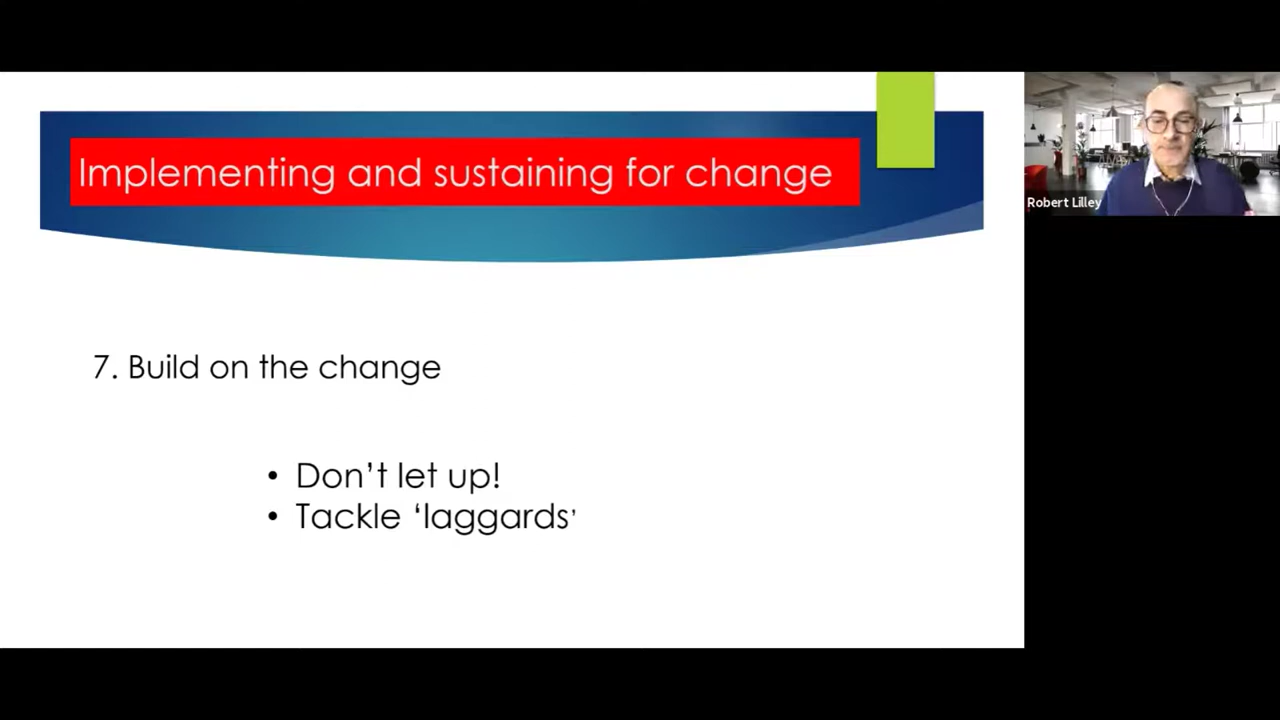 Implementing and sustaining for change
Robert Lilley
7. Build on the change
• Don’t let up!
• Tackle ‘laggards’